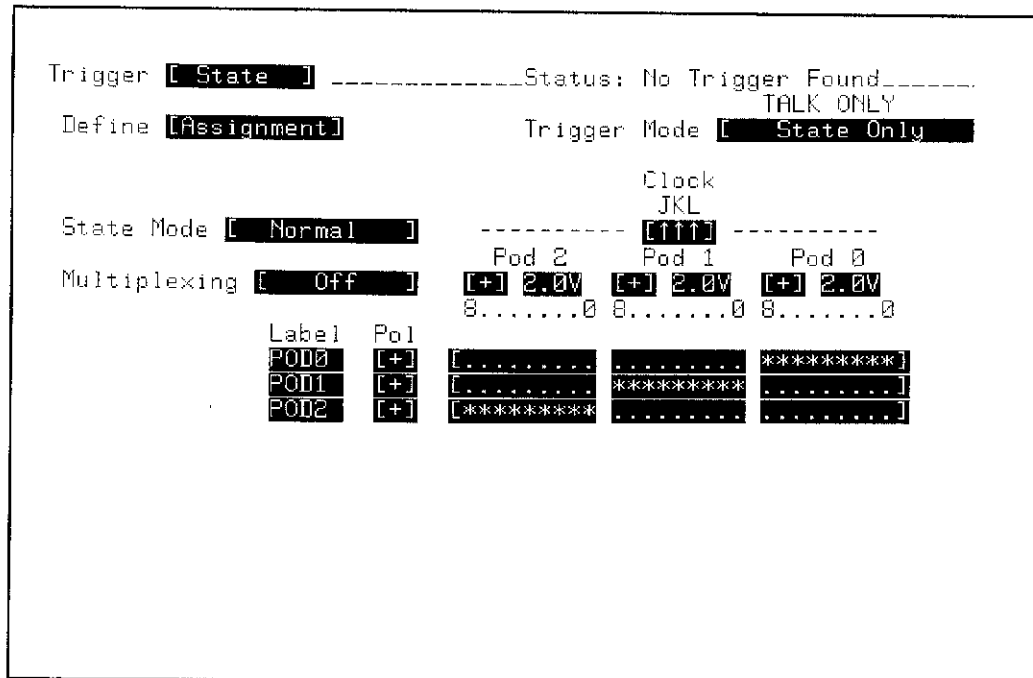 Trigger [ State ] ______________Status: No Trigger Found_______
TALK ONLY
Define [Assignment] Trigger Mode [ State Only
Clock
JKL
State Mode [ Normal ] ---------- [↑↑↑] ----------
Pod 2 Pod 1 Pod 0
Multiplexing [ Off ] [+] 2.0V [+] 2.0V [+] 2.0V
8.......0 8.......0 8.......0
Label Pol
POD0 [+] [......... ......... *********]
POD1 [+] [......... ********* .........]
POD2 [+] [********* ......... .........]